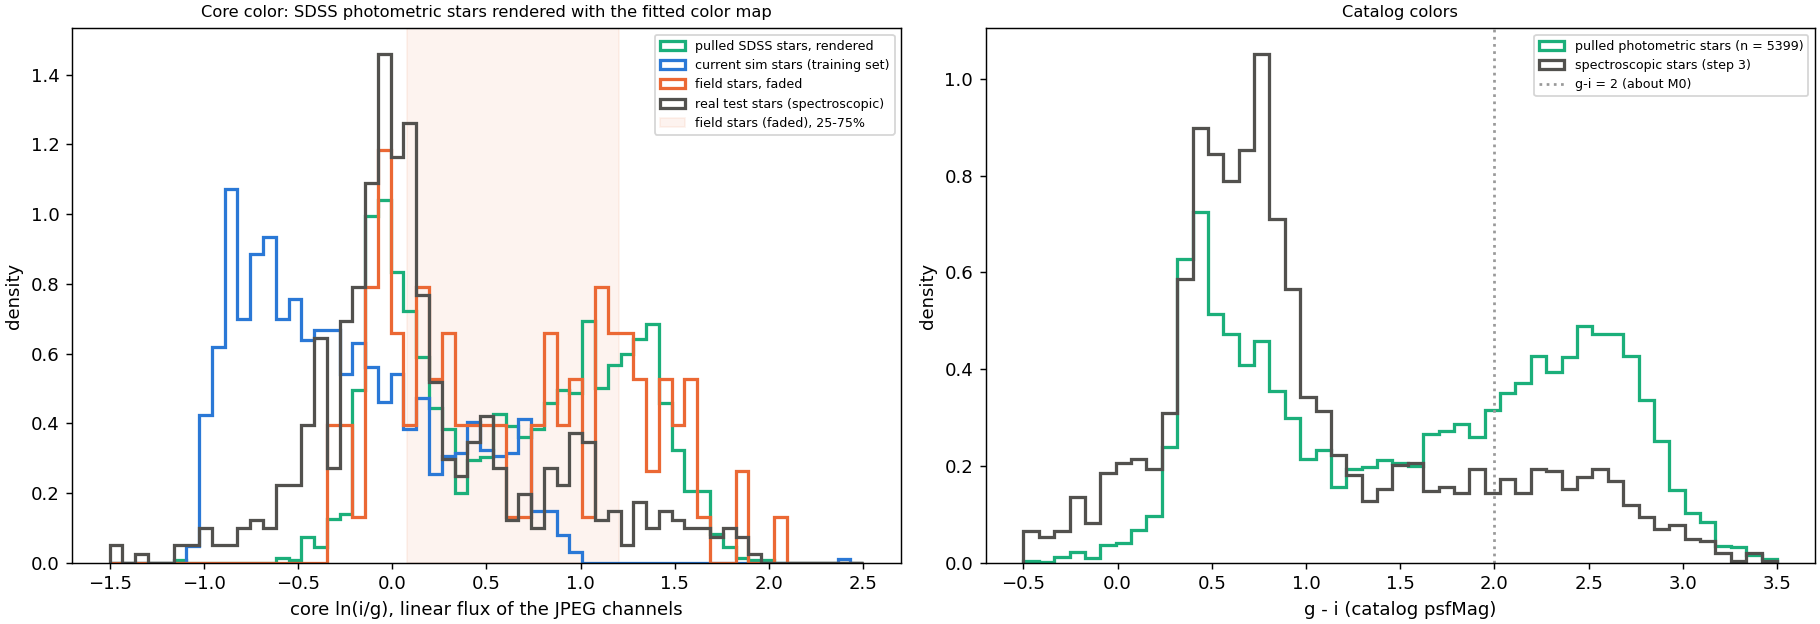 Core color: SDSS photometric stars rendered with the fitted color map
density
1.4
1.2
1.0
0.8
0.6
0.4
0.2
0.0
−1.5 −1.0 −0.5 0.0 0.5 1.0 1.5 2.0 2.5
core ln(i/g), linear flux of the JPEG channels
pulled SDSS stars, rendered
current sim stars (training set)
field stars, faded
real test stars (spectroscopic)
field stars (faded), 25-75%
Catalog colors
density
1.0
0.8
0.6
0.4
0.2
0.0
−0.5 0.0 0.5 1.0 1.5 2.0 2.5 3.0 3.5
g - i (catalog psfMag)
pulled photometric stars (n = 5399)
spectroscopic stars (step 3)
g-i = 2 (about M0)